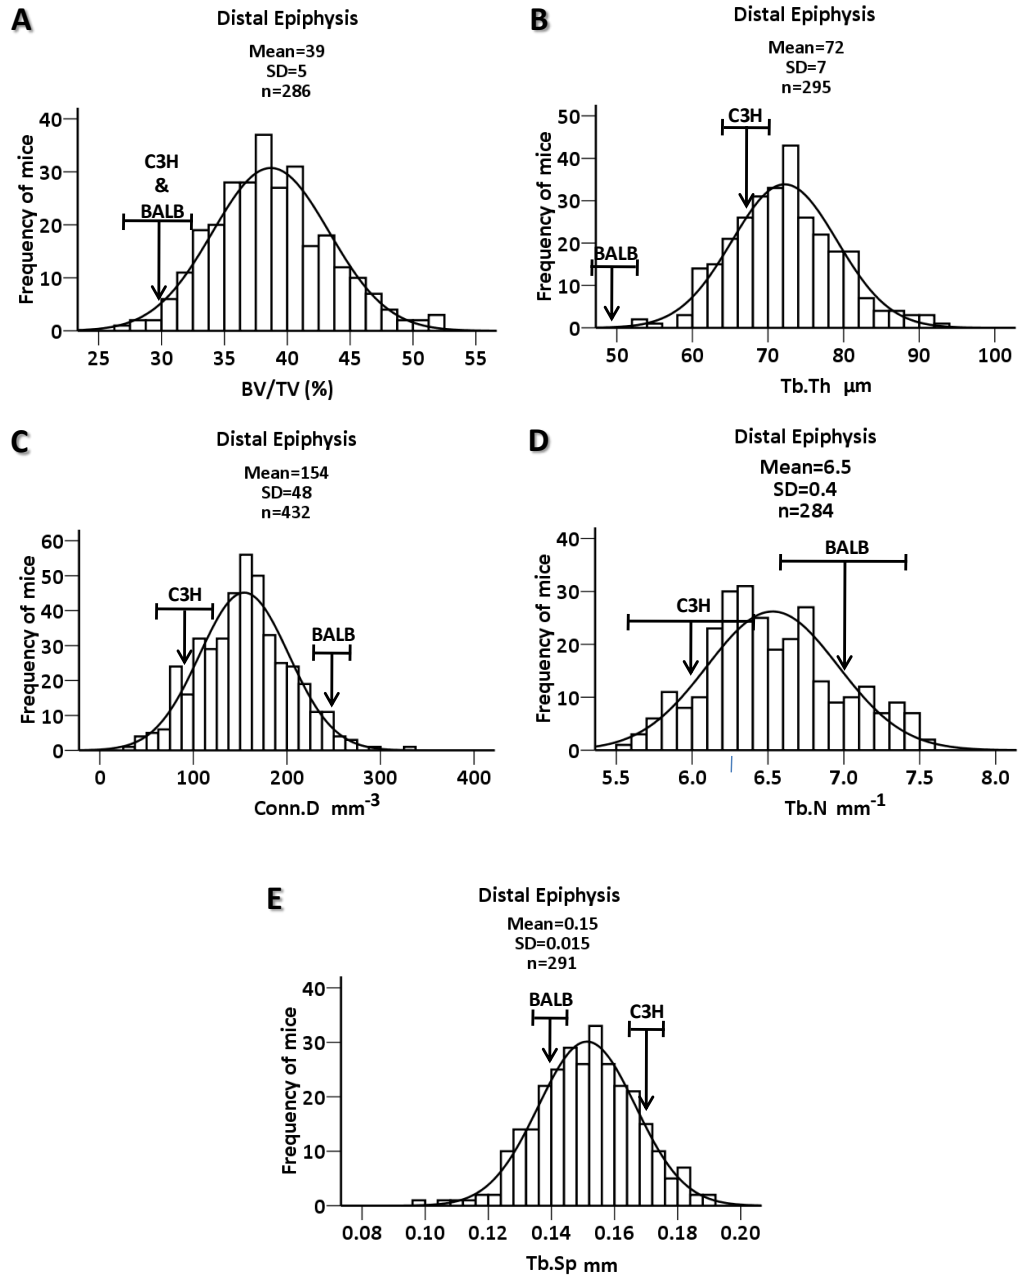 A
Distal Epiphysis
Mean=39
SD=5
n=286
Frequency of mice
40
30
20
10
0
C3H
&
BALB
25 30 35 40 45 50 55
BV/TV (%)
B
Distal Epiphysis
Mean=72
SD=7
n=295
Frequency of mice
50
40
30
20
10
0
C3H
BALB
50 60 70 80 90 100
Tb.Th µm
C
Distal Epiphysis
Mean=154
SD=48
n=432
Frequency of mice
60
50
40
30
20
10
0
C3H
BALB
0 100 200 300 400
Conn.D mm-3
D
Distal Epiphysis
Mean=6.5
SD=0.4
n=284
Frequency of mice
40
30
20
10
0
BALB
C3H
5.5 6.0 6.5 7.0 7.5 8.0
Tb.N mm-1
E
Distal Epiphysis
Mean=0.15
SD=0.015
n=291
Frequency of mice
40
30
20
10
0
BALB
C3H
0.08 0.10 0.12 0.14 0.16 0.18 0.20
Tb.Sp mm